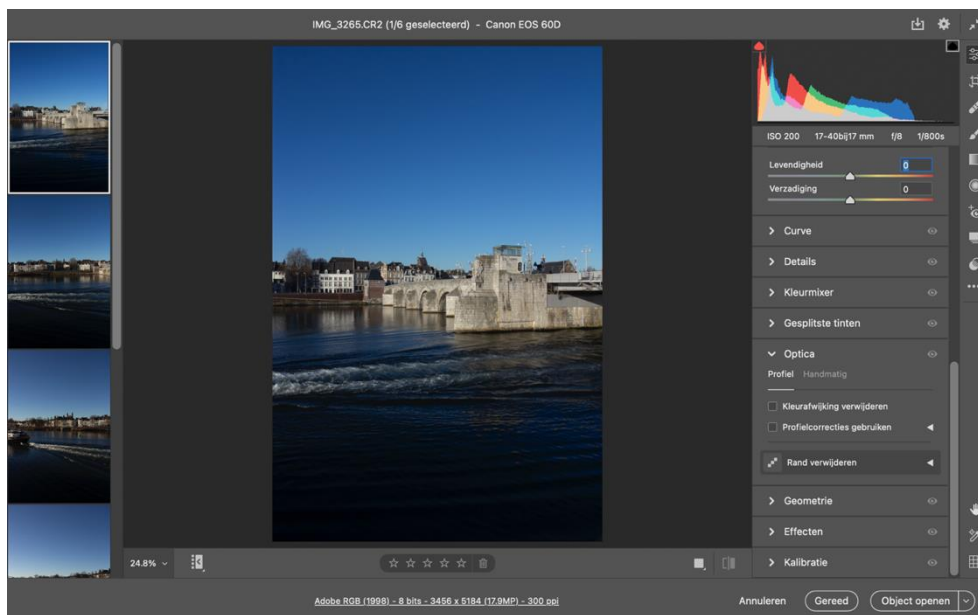 IMG_3265.CR2 (1/6 geselecteerd) - Canon EOS 60D
ISO 200 17-40bij17 mm f/8 1/800s
Levendigheid 0
Verzadiging 0
Curve
Details
Kleurmixer
Gesplitste tinten
Optica
Profiel Handmatig
Kleurafwijking verwijderen
Profielcorrecties gebruiken
Rand verwijderen
Geometrie
Effecten
Kalibratie
24.8%
Adobe RGB (1998) - 8 bits - 3456 x 5184 (17.9MP) - 300 ppi
Annuleren Gereed Object openen